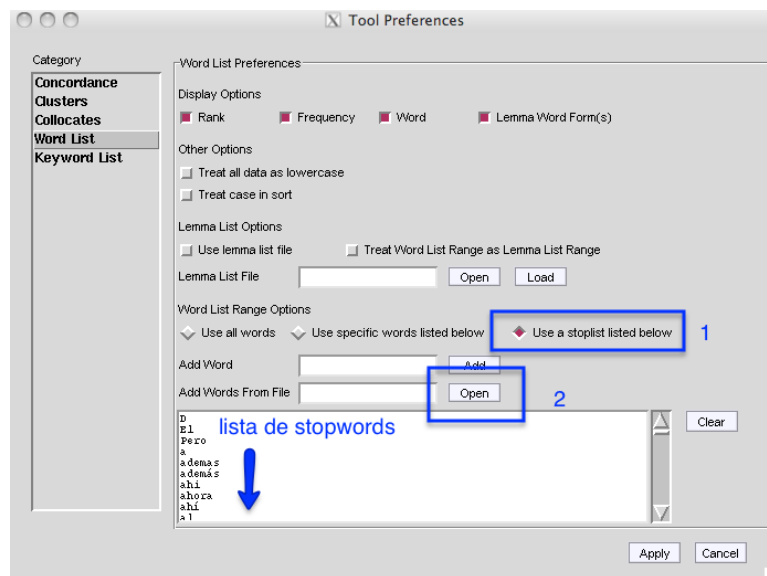 Tool Preferences
Category
Concordance
Clusters
Collocates
Word List
Keyword List
Word List Preferences
Display Options
Rank Frequency Word Lemma Word Form(s)
Other Options
Treat all data as lowercase
Treat case in sort
Lemma List Options
Use lemma list file Treat Word List Range as Lemma List Range
Lemma List File Open Load
Word List Range Options
Use all words Use specific words listed below Use a stoplist listed below 1
Add Word Add
Add Words From File Open 2
lista de stopwords
D
El
Pero
a
ademas
además
ahi
ahora
ahí
al
Clear
Apply Cancel